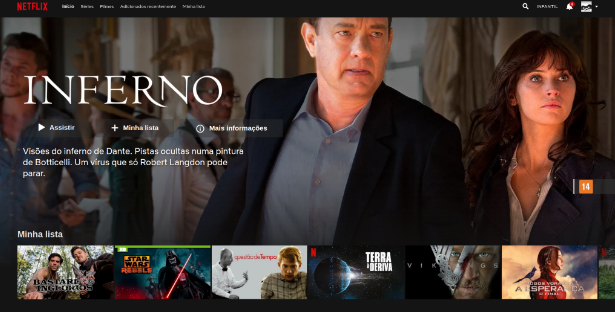 NETFLIX
Início Séries Filmes Adicionados recentemente Minha lista
INFANTIL
INFERNO
Assistir
Minha lista
Mais informações
Visões do inferno de Dante. Pistas ocultas numa pintura
de Botticelli. Um vírus que só Robert Langdon pode
parar.
14
Minha lista
BASTARDOS
INGLÓRIOS
STAR
WARS
REBELS
questão de Tempo
N
TERRA
À DERIVA
VIKINGS
A ESPERANÇA
O FINAL